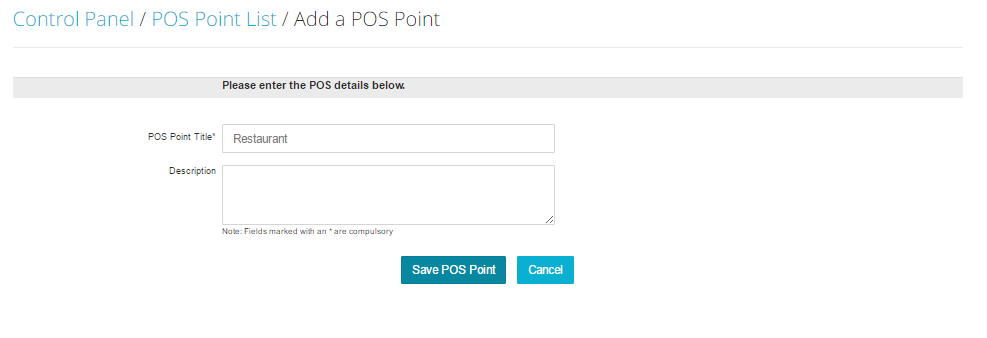 Control Panel / POS Point List / Add a POS Point
Please enter the POS details below.
POS Point Title* Restaurant
Description
Note: Fields marked with an * are compulsory
Save POS Point Cancel